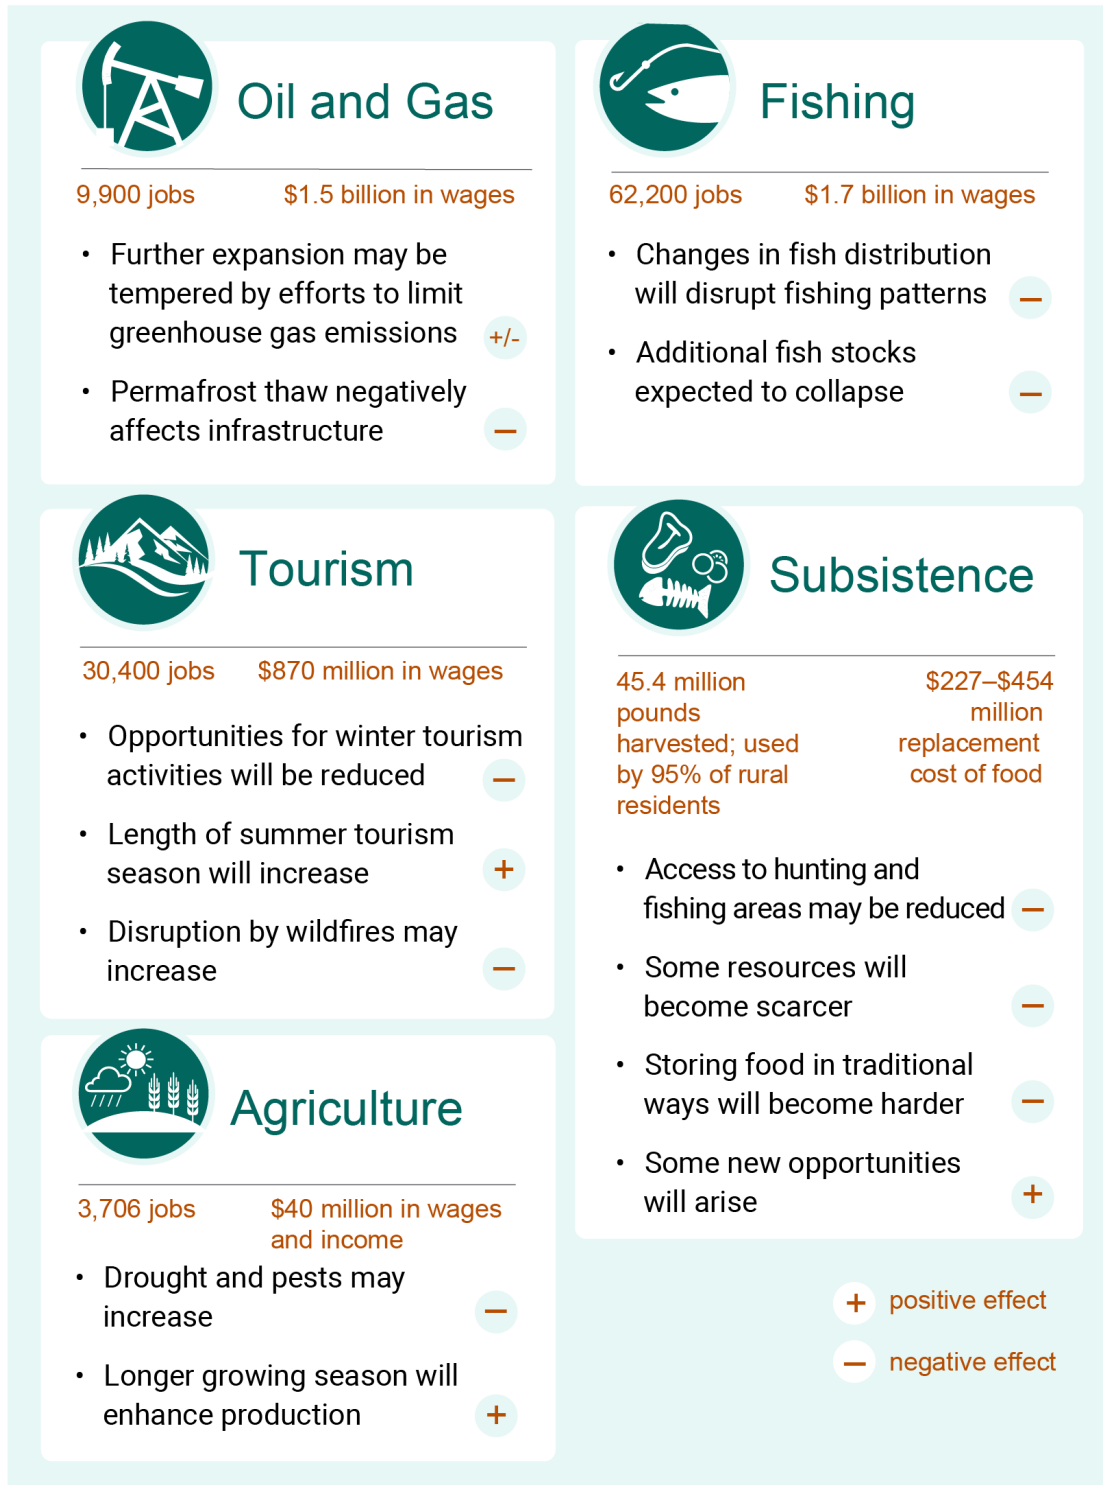 Oil and Gas
9,900 jobs
$1.5 billion in wages
• Further expansion may be
tempered by efforts to limit
greenhouse gas emissions
+/-
• Permafrost thaw negatively
affects infrastructure
−
Fishing
62,200 jobs
$1.7 billion in wages
• Changes in fish distribution
will disrupt fishing patterns
−
• Additional fish stocks
expected to collapse
−
Tourism
30,400 jobs
$870 million in wages
• Opportunities for winter tourism
activities will be reduced
−
• Length of summer tourism
season will increase
+
• Disruption by wildfires may
increase
−
Subsistence
45.4 million
pounds
harvested; used
by 95% of rural
residents
$227–$454
million
replacement
cost of food
• Access to hunting and
fishing areas may be reduced
−
• Some resources will
become scarcer
−
• Storing food in traditional
ways will become harder
−
• Some new opportunities
will arise
+
Agriculture
3,706 jobs
$40 million in wages
and income
• Drought and pests may
increase
−
• Longer growing season will
enhance production
+
+ positive effect
− negative effect